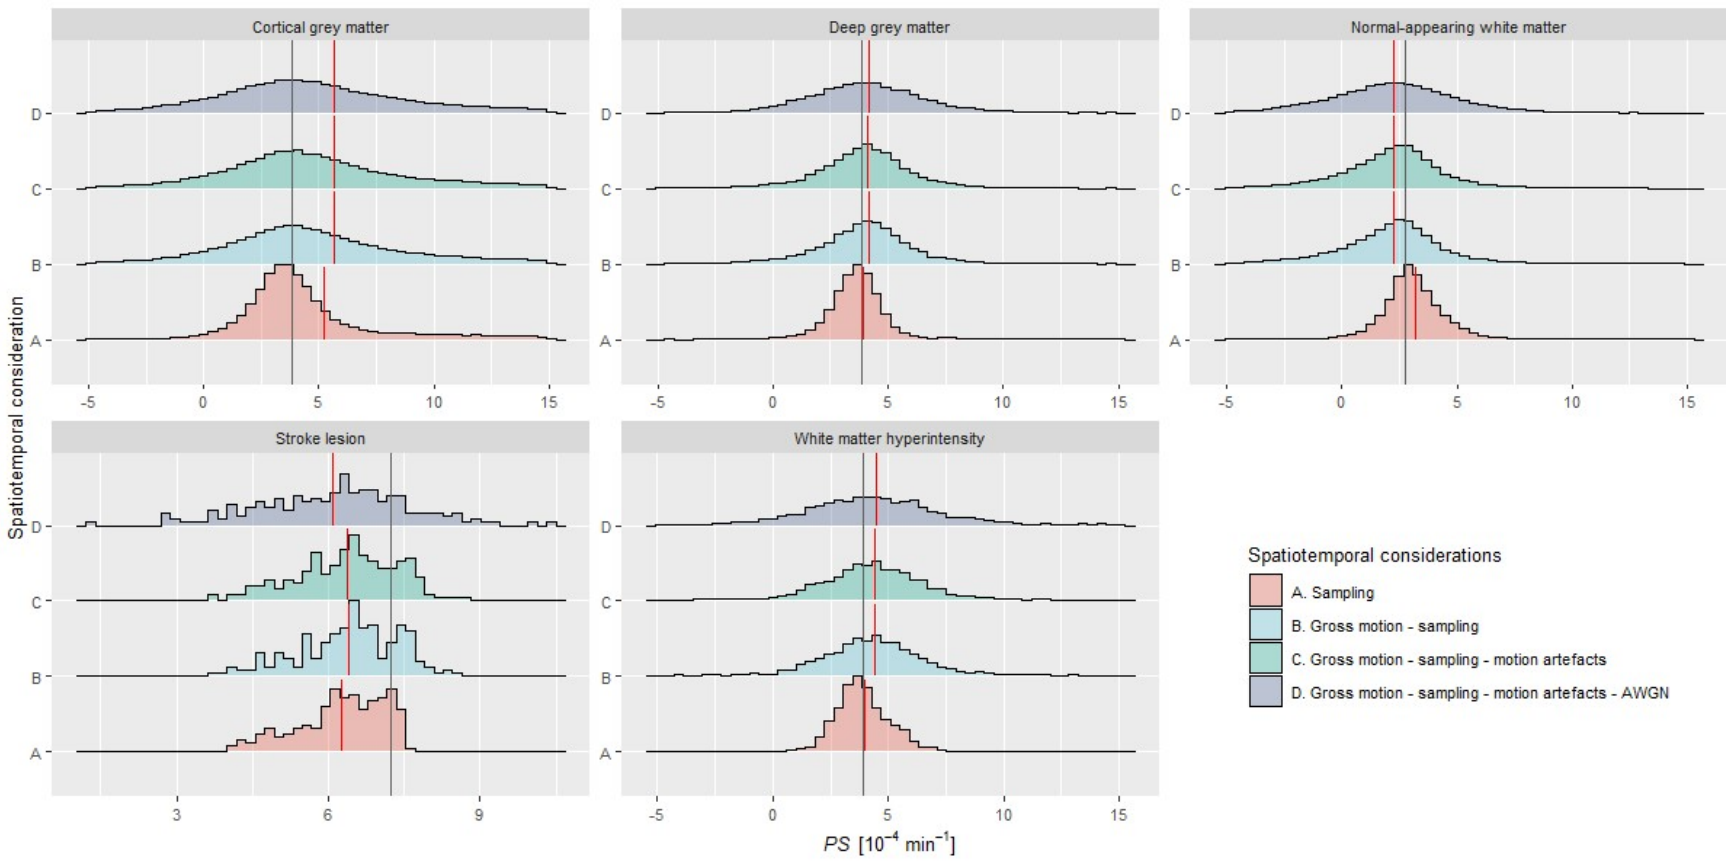 Cortical grey matter
Deep grey matter
Normal-appearing white matter
D
C
B
A
-5 0 5 10 15
D
C
B
A
-5 0 5 10 15
D
C
B
A
-5 0 5 10 15
Spatiotemporal consideration
Stroke lesion
White matter hyperintensity
D
C
B
A
3 6 9
D
C
B
A
-5 0 5 10 15
PS [10⁻⁴ min⁻¹]
Spatiotemporal considerations
A. Sampling
B. Gross motion - sampling
C. Gross motion - sampling - motion artefacts
D. Gross motion - sampling - motion artefacts - AWGN